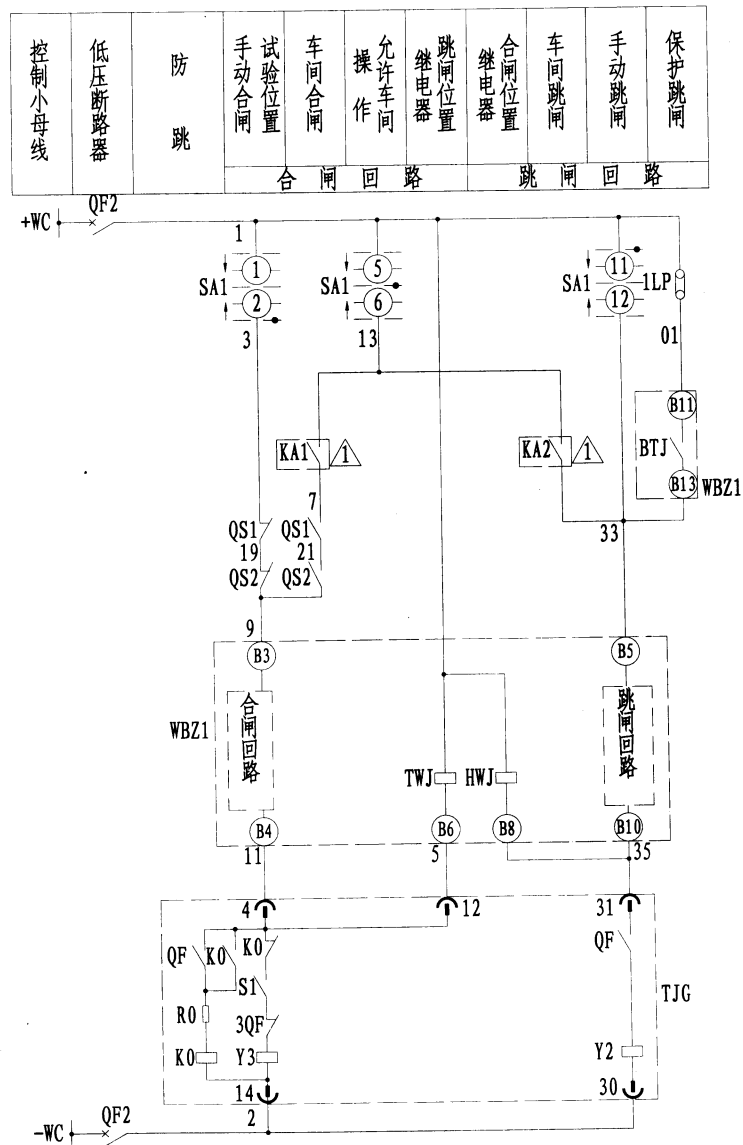 控制小母线
低压断路器
防跳
试验位置
手动合闸
车间合闸
允许车间
操作
跳闸位置
继电器
合闸位置
继电器
车间跳闸
手动跳闸
保护跳闸
合闸回路
跳闸回路
+WC
QF2
1
SA1
1
2
3
SA1
5
6
13
SA1
11
12
1LP
01
B11
BTJ
B13
WBZ1
KA1
1
KA2
1
7
QS1
QS1
19
21
QS2
QS2
33
9
B3
B5
WBZ1
合闸回路
跳闸回路
TWJ
HWJ
B4
B6
B8
B10
11
5
35
4
12
31
QF
K0
K0
QF
S1
TJG
R0
3QF
K0
Y3
Y2
14
30
2
-WC
QF2